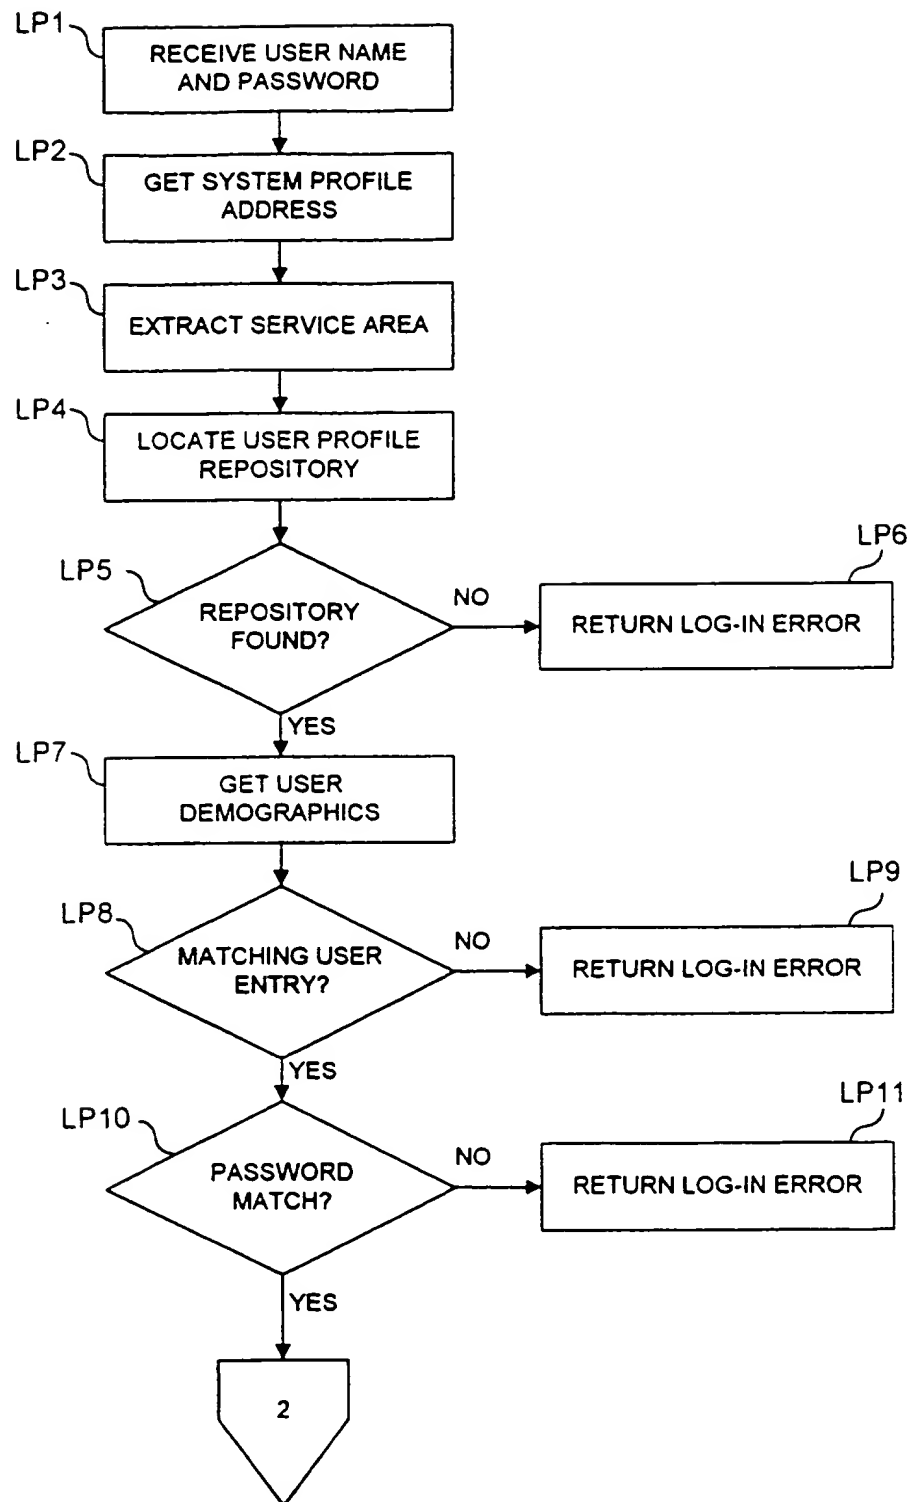 LP1
RECEIVE USER NAME
AND PASSWORD
LP2
GET SYSTEM PROFILE
ADDRESS
LP3
EXTRACT SERVICE AREA
LP4
LOCATE USER PROFILE
REPOSITORY
LP5
REPOSITORY
FOUND?
NO
LP6
RETURN LOG-IN ERROR
YES
LP7
GET USER
DEMOGRAPHICS
LP8
MATCHING USER
ENTRY?
NO
LP9
RETURN LOG-IN ERROR
YES
LP10
PASSWORD
MATCH?
NO
LP11
RETURN LOG-IN ERROR
YES
2